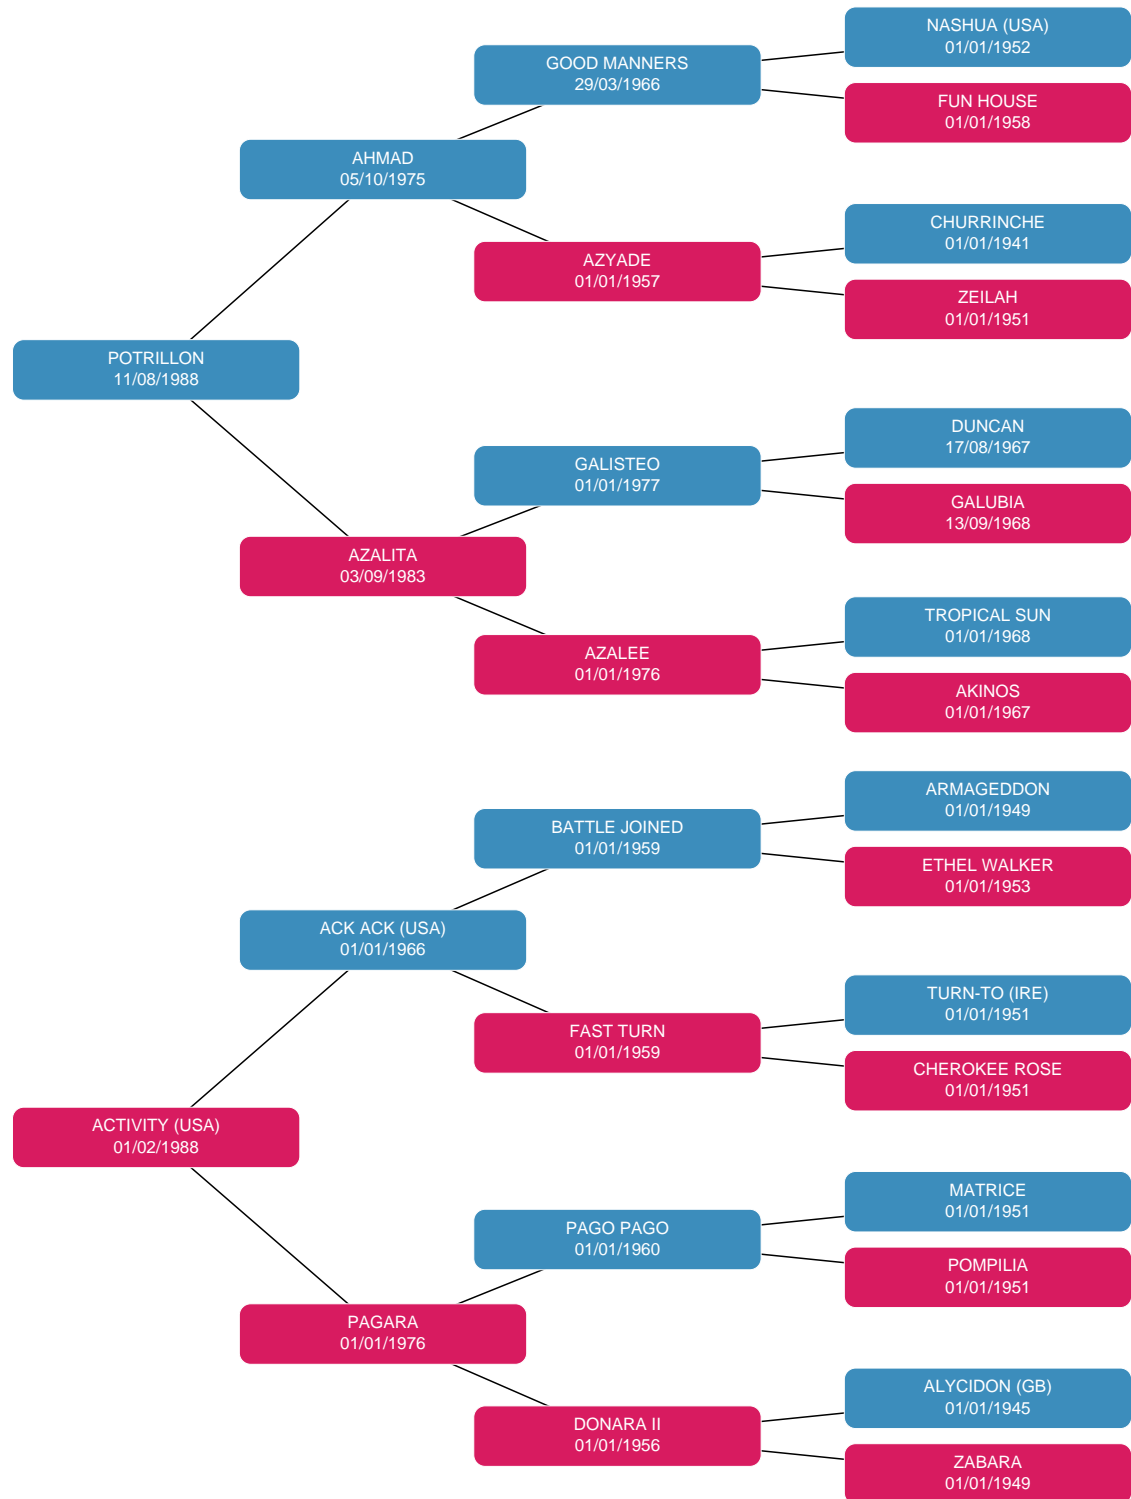 NASHUA (USA)
01/01/1952
GOOD MANNERS
29/03/1966
FUN HOUSE
01/01/1958
AHMAD
05/10/1975
CHURRINCHE
01/01/1941
AZYADE
01/01/1957
ZEILAH
01/01/1951
POTRILLON
11/08/1988
DUNCAN
17/08/1967
GALISTEO
01/01/1977
GALUBIA
13/09/1968
AZALITA
03/09/1983
TROPICAL SUN
01/01/1968
AZALEE
01/01/1976
AKINOS
01/01/1967
ARMAGEDDON
01/01/1949
BATTLE JOINED
01/01/1959
ETHEL WALKER
01/01/1953
ACK ACK (USA)
01/01/1966
TURN-TO (IRE)
01/01/1951
FAST TURN
01/01/1959
CHEROKEE ROSE
01/01/1951
ACTIVITY (USA)
01/02/1988
MATRICE
01/01/1951
PAGO PAGO
01/01/1960
POMPILIA
01/01/1951
PAGARA
01/01/1976
ALYCIDON (GB)
01/01/1945
DONARA II
01/01/1956
ZABARA
01/01/1949